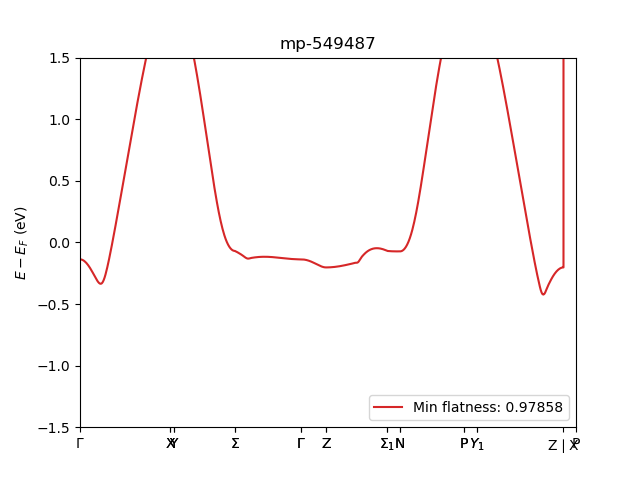 mp-549487
1.5
1.0
0.5
0.0
−0.5
−1.0
−1.5
E − E_F (eV)
Min flatness: 0.97858
Γ X Y Σ Γ Z Σ₁ N P Y₁ Z | X P